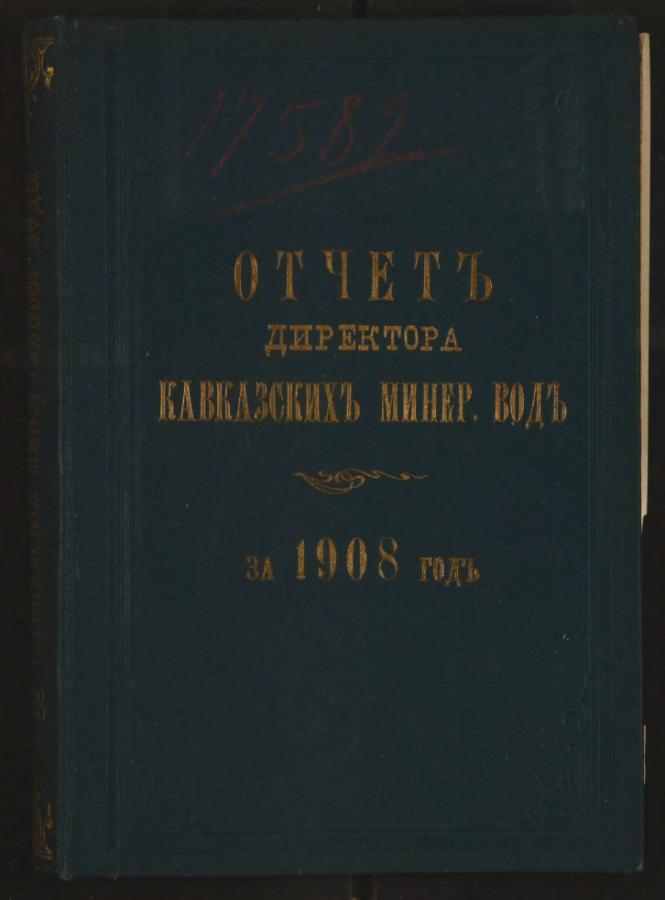 17582
ОТЧЕТЪ
ДИРЕКТОРА
КАВКАЗСКИХЪ МИНЕР. ВОДЪ
ЗА 1908 ГОДЪ